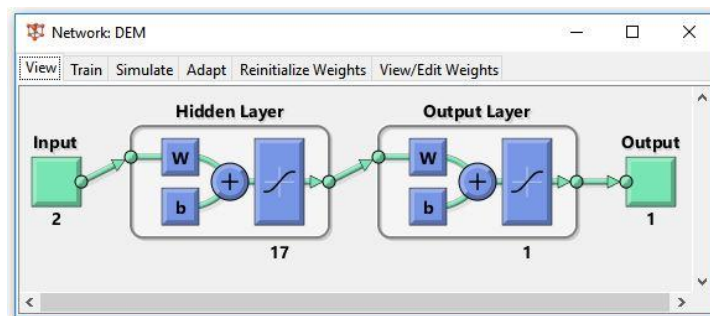 Network: DEM
View Train Simulate Adapt Reinitialize Weights View/Edit Weights
Hidden Layer Output Layer
Input Output
W W
b b
2 17 1 1